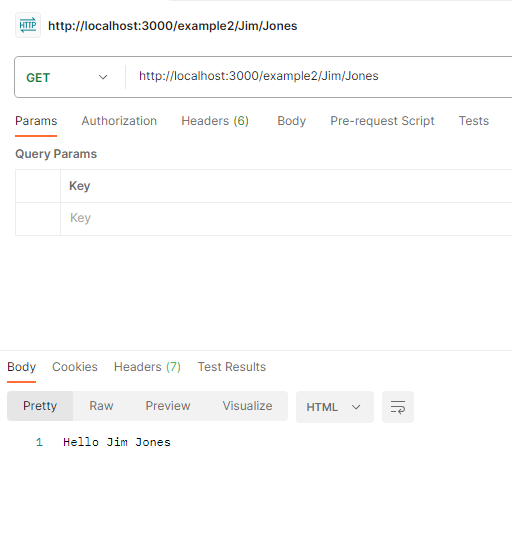 HTTP http://localhost:3000/example2/Jim/Jones
GET http://localhost:3000/example2/Jim/Jones
Params Authorization Headers (6) Body Pre-request Script Tests
Query Params
Key
Key
Body Cookies Headers (7) Test Results
Pretty Raw Preview Visualize HTML
1 Hello Jim Jones